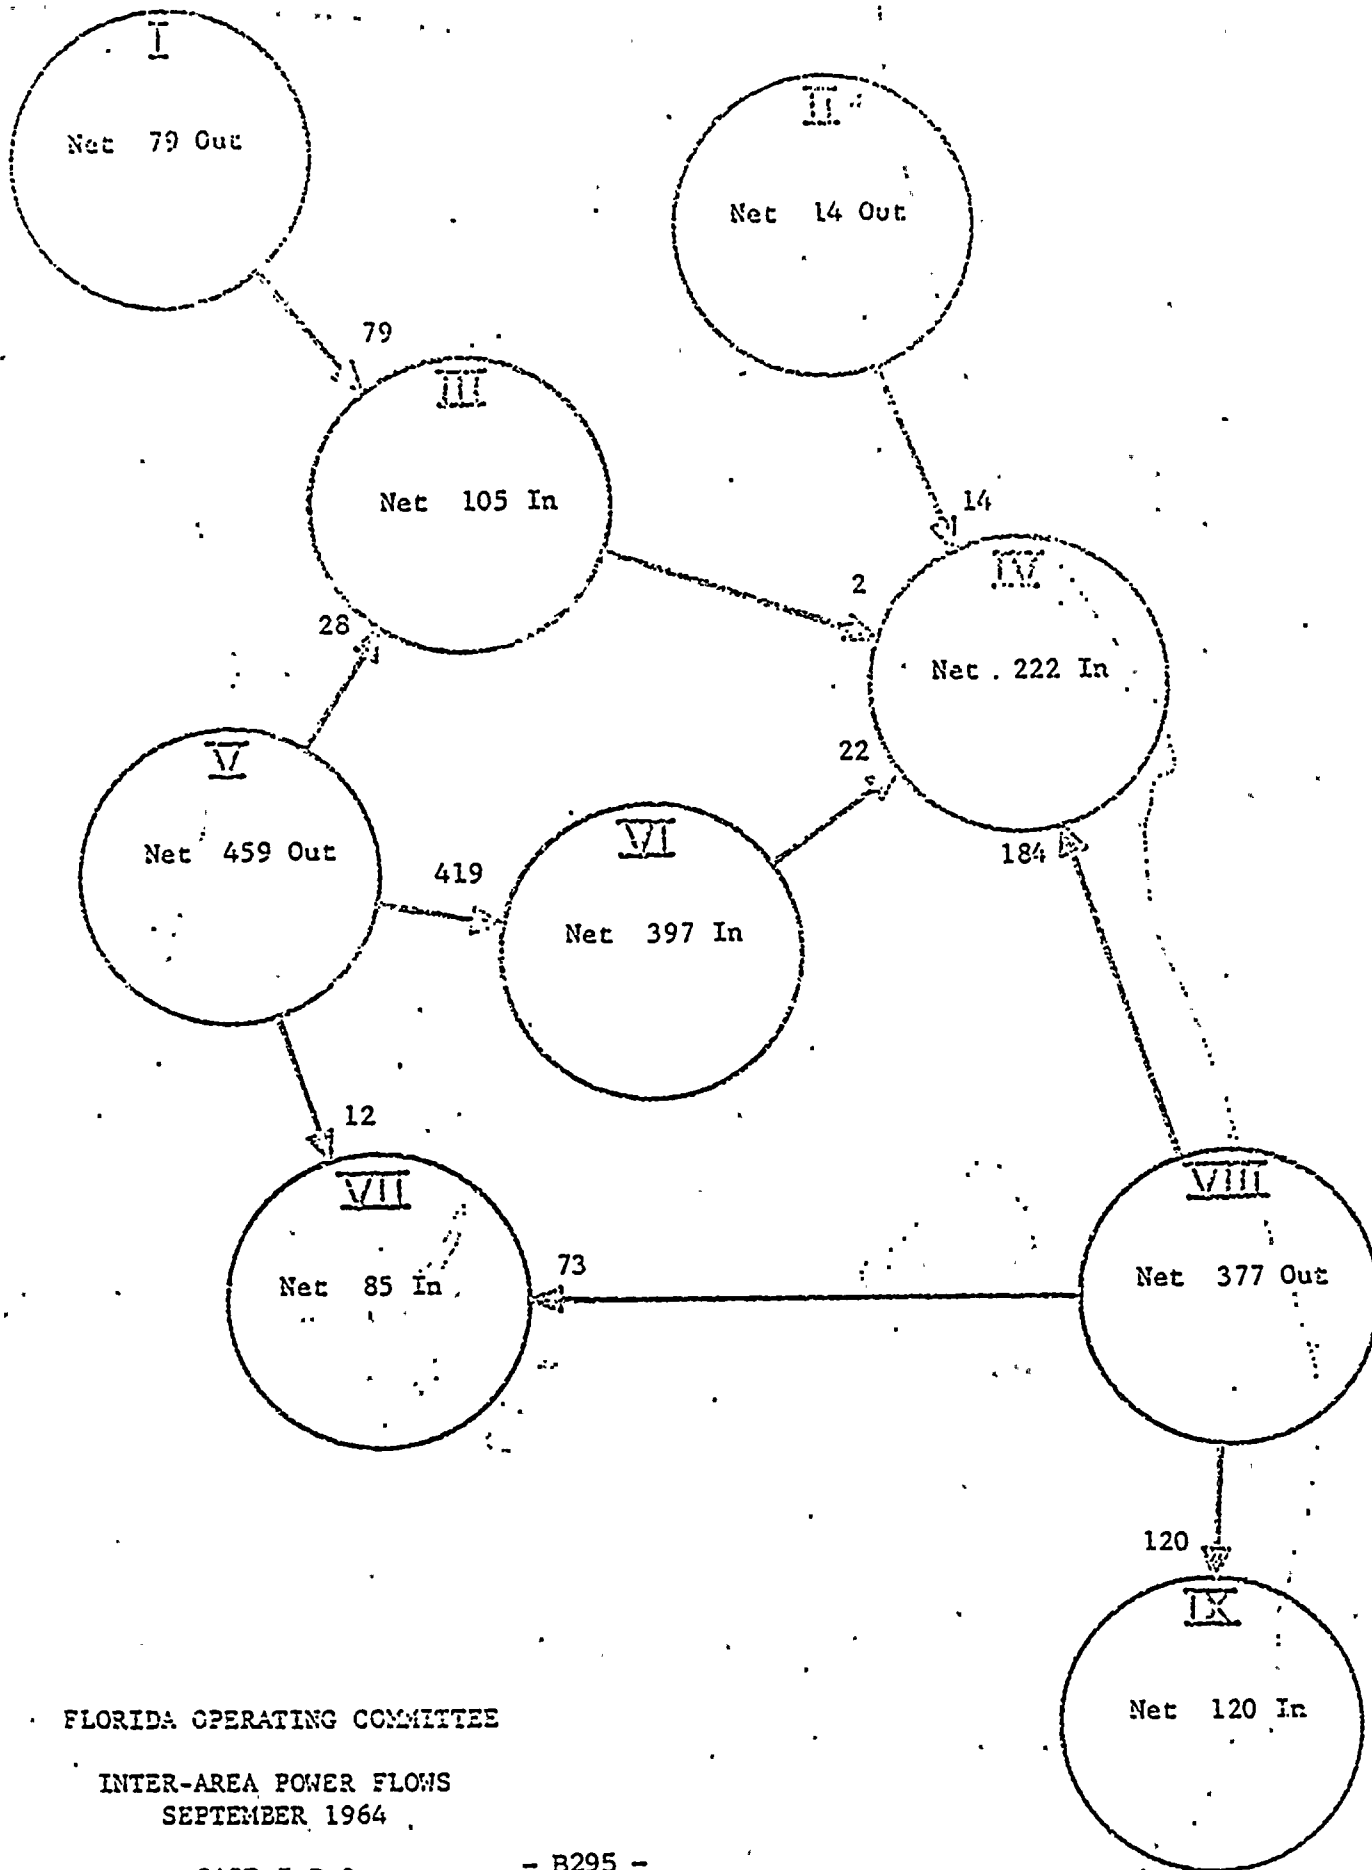 I
Net 79 Out
II
Net 14 Out
79
III
Net 105 In
14
IV
2
28
Net 222 In
V
22
Net 459 Out
419
VI
184
Net 397 In
12
VII
VIII
73
Net 85 In
Net 377 Out
120
IX
Net 120 In
FLORIDA OPERATING COMMITTEE
INTER-AREA POWER FLOWS
SEPTEMBER 1964
- B295 -